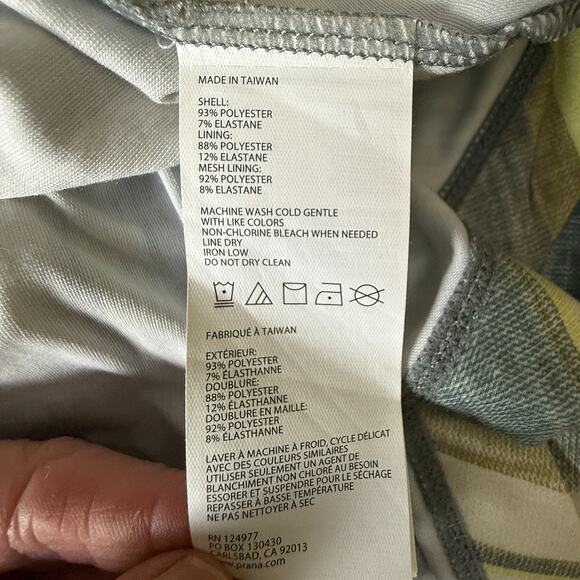 MADE IN TAIWAN
SHELL:
93% POLYESTER
7% ELASTANE
LINING:
88% POLYESTER
12% ELASTANE
MESH LINING:
92% POLYESTER
8% ELASTANE
MACHINE WASH COLD GENTLE
WITH LIKE COLORS
NON-CHLORINE BLEACH WHEN NEEDED
LINE DRY
IRON LOW
DO NOT DRY CLEAN
FABRIQUÉ À TAIWAN
EXTÉRIEUR:
93% POLYESTER
7% ÉLASTHANNE
DOUBLURE:
88% POLYESTER
12% ÉLASTHANNE
DOUBLURE EN MAILLE:
92% POLYESTER
8% ÉLASTHANNE
LAVER À MACHINE À FROID, CYCLE DÉLICAT
AVEC DES COULEURS SIMILAIRES
UTILISER SEULEMENT UN AGENT DE
BLANCHIMENT NON CHLORÉ AU BESOIN
ESSORER ET SUSPENDRE POUR LE SÉCHAGE
REPASSER À BASSE TEMPÉRATURE
NE PAS NETTOYER À SEC
RN 124977
PO BOX 130430
CARLSBAD, CA 92013
www.prana.com